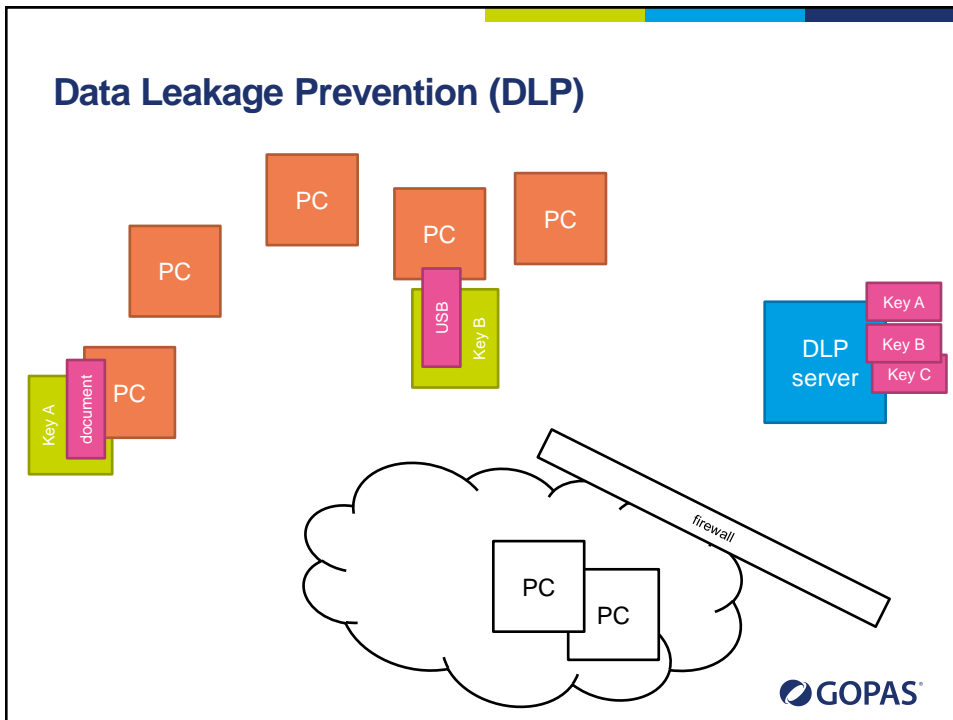 Data Leakage Prevention (DLP)
PC
PC
PC
PC
PC
Key A
document
USB
Key B
DLP
server
Key A
Key B
Key C
firewall
PC
PC
GOPAS®